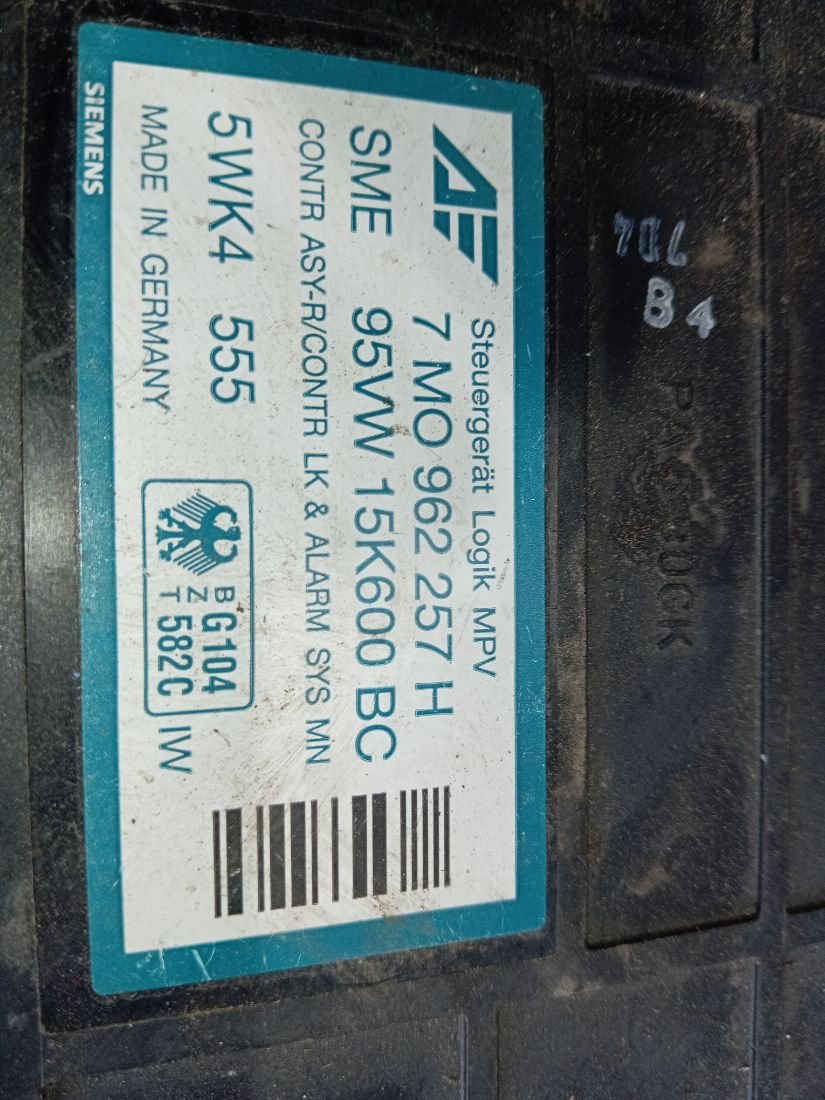 Steuergerät Logik MPV
7 MO 962 257 H
SME 95VW 15K600 BC
CONTR ASY-R/CONTR LK & ALARM SYS MN
5WK4 555
MADE IN GERMANY
BZT
G104
582C
IW
SIEMENS
B4